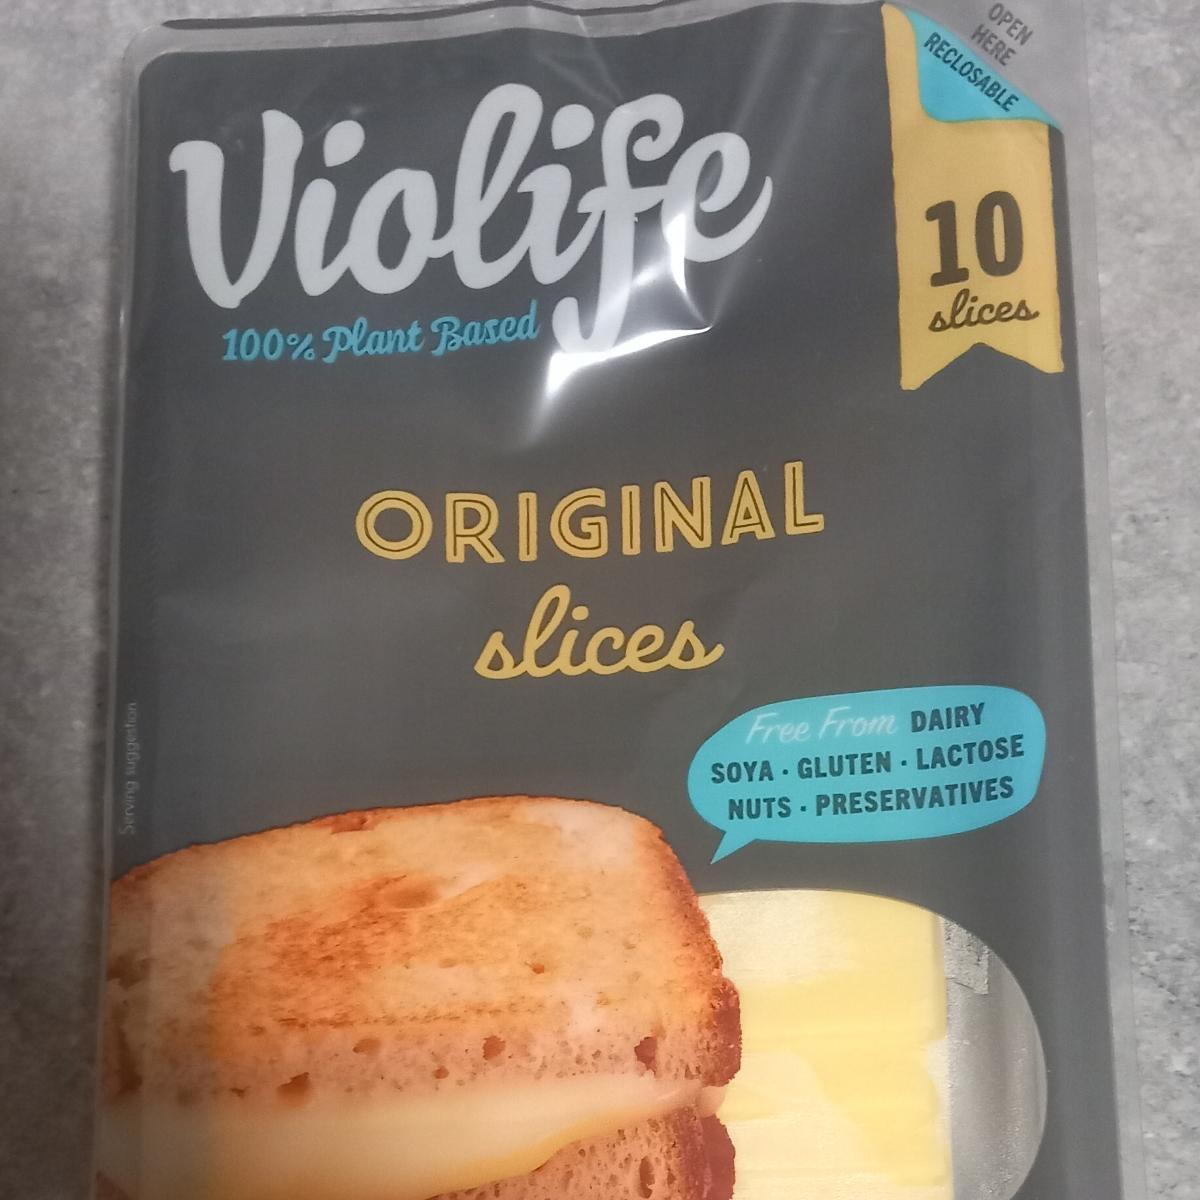 OPEN
HERE
RECLOSABLE
Violife
100% Plant Based
10
slices
ORIGINAL
slices
Free From DAIRY
SOYA · GLUTEN · LACTOSE
NUTS · PRESERVATIVES
Serving suggestion